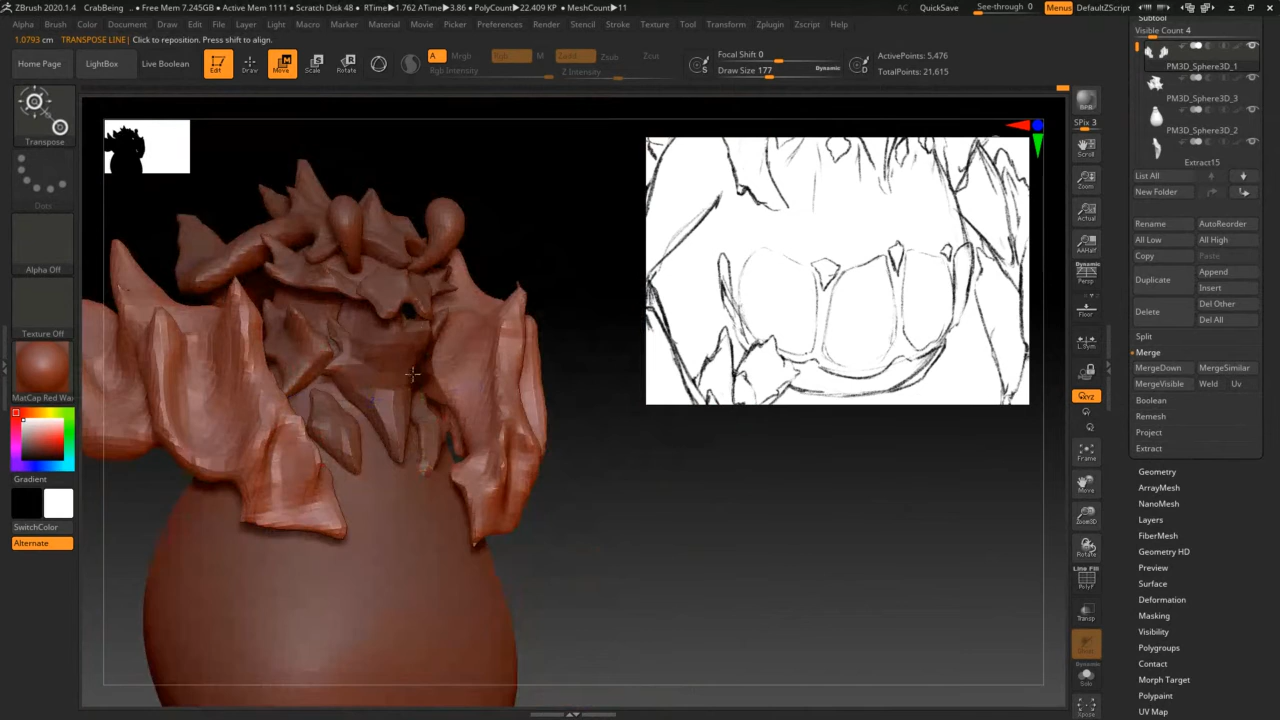 ZBrush 2020.1.4 CrabBeing • Free Mem 7.245GB • Active Mem 1111 • Scratch Disk 48 • RTime▶1.762 ATime▶3.86 • PolyCount▶22.409 KP • MeshCount▶11 AC QuickSave See-through 0 Menus DefaultZScript
Alpha Brush Color Document Draw Edit File Layer Light Macro Marker Material Movie Picker Preferences Render Stencil Stroke Texture Tool Transform Zplugin Zscript Help
1.0793 cm TRANSPOSE LINE| Click to reposition. Press shift to align.
Home Page LightBox Live Boolean Edit Draw Move Scale Rotate
A Mrgb Rgb M Zadd Zsub Zcut
Rgb Intensity Z Intensity
Focal Shift 0
Draw Size 177 Dynamic
ActivePoints: 5,476
TotalPoints: 21,615
Transpose
Dots
Alpha Off
Texture Off
MatCap Red Wa
Gradient
SwitchColor
Alternate
BPR
SPix 3
Scroll
Zoom
Actual
AAHalf
Dynamic
Persp
Floor
L.Sym
XYZ
Frame
Move
Zoom3D
Rotate
Line Fill
PolyF
Transp
Dynamic
Solo
Xpose
Subtool
Visible Count 4
PM3D_Sphere3D_1
PM3D_Sphere3D_3
PM3D_Sphere3D_2
Extract15
List All
New Folder
Rename AutoReorder
All Low All High
Copy Paste
Duplicate Append
Insert
Delete Del Other
Del All
Split
Merge
MergeDown MergeSimilar
MergeVisible Weld Uv
Boolean
Remesh
Project
Extract
Geometry
ArrayMesh
NanoMesh
Layers
FiberMesh
Geometry HD
Preview
Surface
Deformation
Masking
Visibility
Polygroups
Contact
Morph Target
Polypaint
UV Map